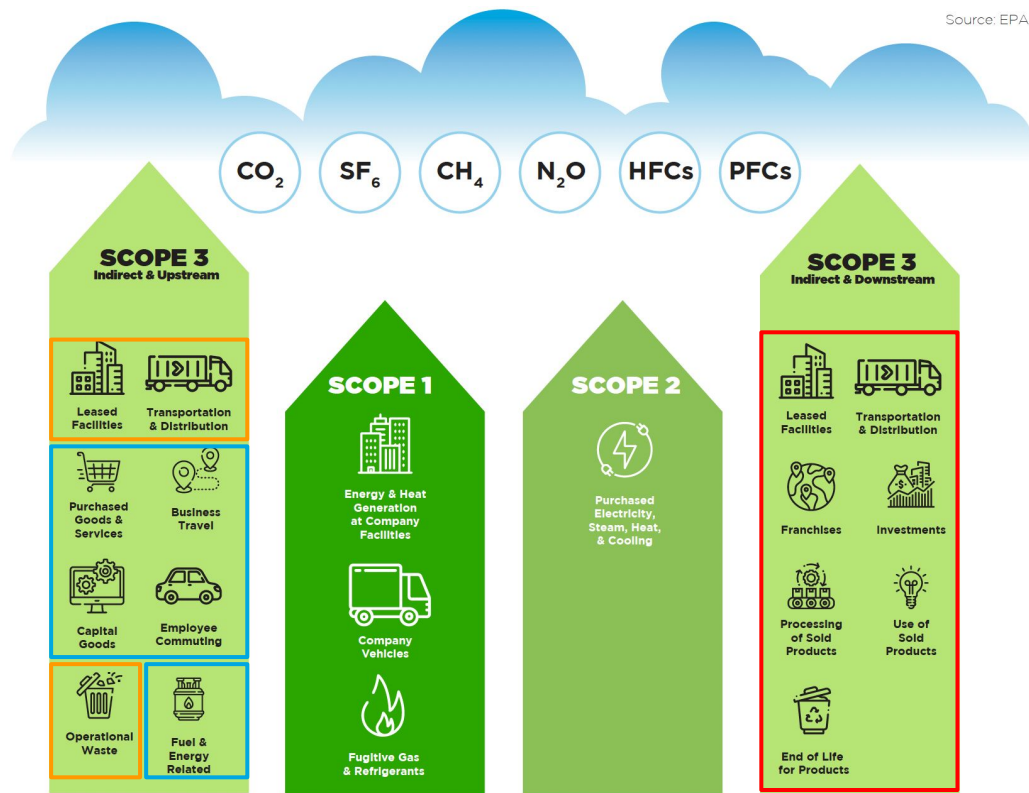 Source: EPA
CO2
SF6
CH4
N2O
HFCs
PFCs
SCOPE 3
Indirect & Upstream
Leased
Facilities
Transportation
& Distribution
Purchased
Goods &
Services
Business
Travel
Capital
Goods
Employee
Commuting
Operational
Waste
Fuel &
Energy
Related
SCOPE 1
Energy & Heat
Generation
at Company
Facilities
Company
Vehicles
Fugitive Gas
& Refrigerants
SCOPE 2
Purchased
Electricity,
Steam, Heat,
& Cooling
SCOPE 3
Indirect & Downstream
Leased
Facilities
Transportation
& Distribution
Franchises
Investments
Processing
of Sold
Products
Use of
Sold
Products
End of Life
for Products